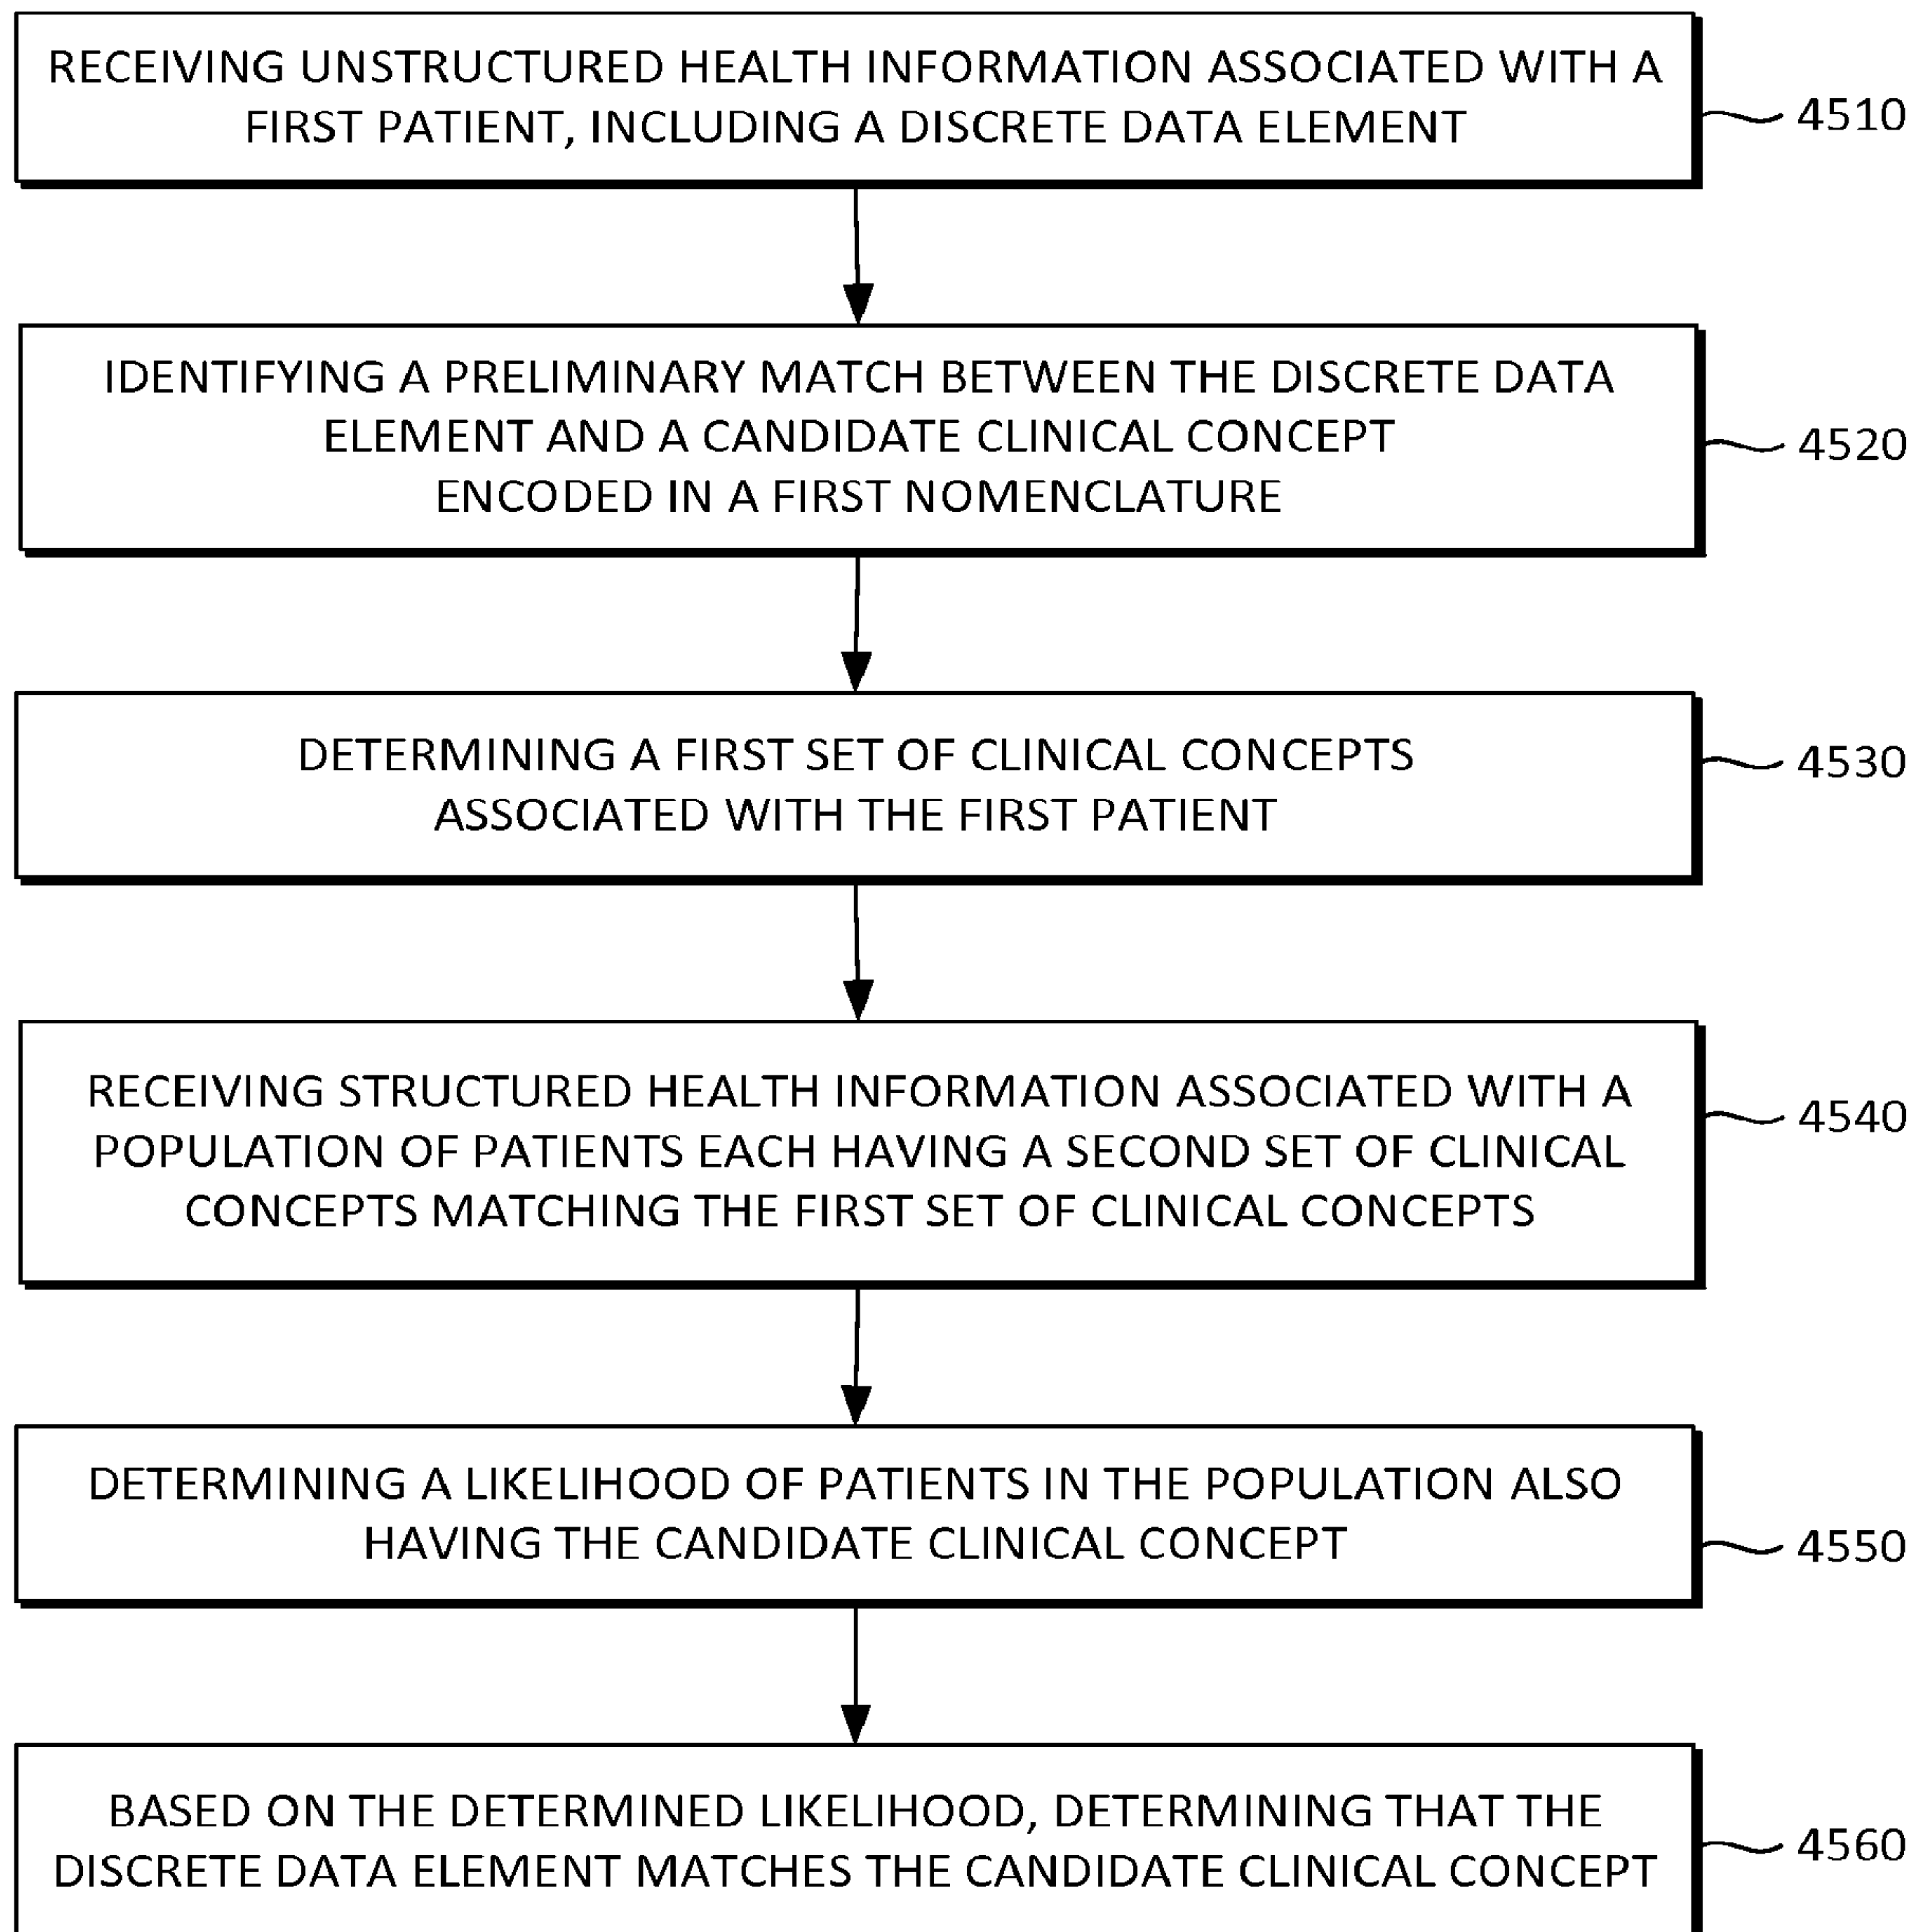 RECEIVING UNSTRUCTURED HEALTH INFORMATION ASSOCIATED WITH A
FIRST PATIENT, INCLUDING A DISCRETE DATA ELEMENT
4510
IDENTIFYING A PRELIMINARY MATCH BETWEEN THE DISCRETE DATA
ELEMENT AND A CANDIDATE CLINICAL CONCEPT
ENCODED IN A FIRST NOMENCLATURE
4520
DETERMINING A FIRST SET OF CLINICAL CONCEPTS
ASSOCIATED WITH THE FIRST PATIENT
4530
RECEIVING STRUCTURED HEALTH INFORMATION ASSOCIATED WITH A
POPULATION OF PATIENTS EACH HAVING A SECOND SET OF CLINICAL
CONCEPTS MATCHING THE FIRST SET OF CLINICAL CONCEPTS
4540
DETERMINING A LIKELIHOOD OF PATIENTS IN THE POPULATION ALSO
HAVING THE CANDIDATE CLINICAL CONCEPT
4550
BASED ON THE DETERMINED LIKELIHOOD, DETERMINING THAT THE
DISCRETE DATA ELEMENT MATCHES THE CANDIDATE CLINICAL CONCEPT
4560